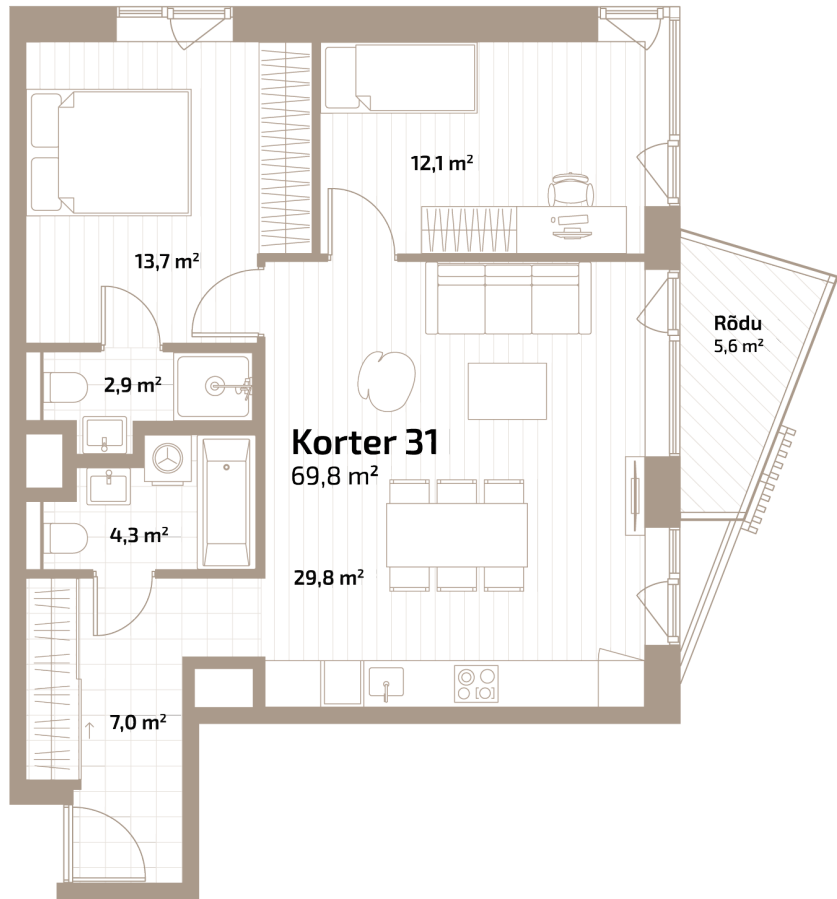 12,1 m²
13,7 m²
Rõdu
5,6 m²
2,9 m²
Korter 31
69,8 m²
4,3 m²
29,8 m²
7,0 m²